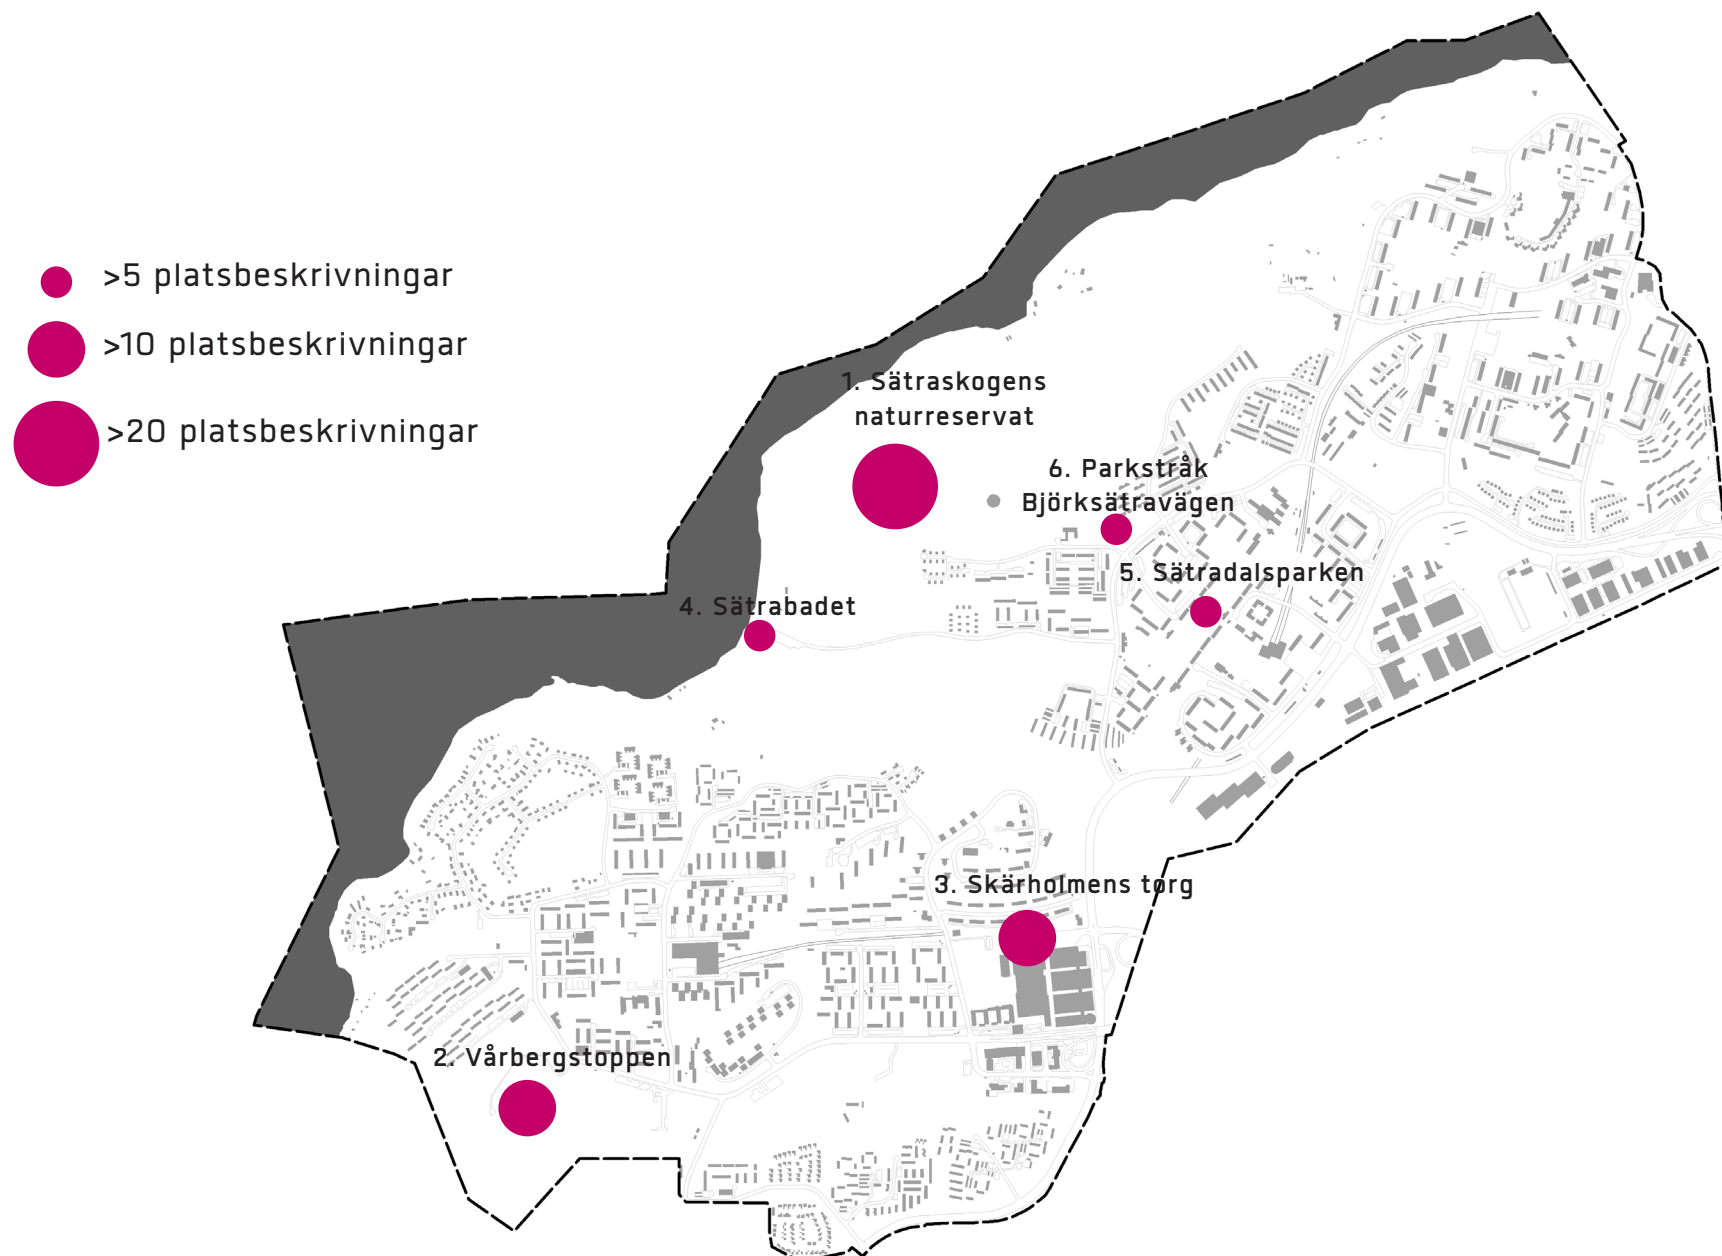 >5 platsbeskrivningar
>10 platsbeskrivningar
>20 platsbeskrivningar
1. Sätraskogens
naturreservat
6. Parkstråk
Björksätravägen
5. Sätradalsparken
4. Sätrabadet
3. Skärholmens torg
2. Vårbergstoppen